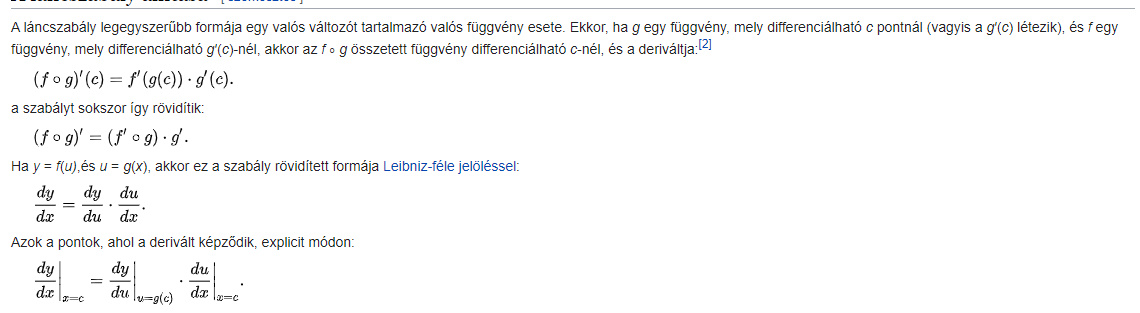 A láncszabály legegyszerűbb formája egy valós változót tartalmazó valós függvény esete. Ekkor, ha g egy függvény, mely differenciálható c pontnál (vagyis a g′(c) létezik), és f egy
függvény, mely differenciálható g′(c)-nél, akkor az f ∘ g összetett függvény differenciálható c-nél, és a deriváltja:[2]
(f ∘ g)′(c) = f′(g(c)) · g′(c).
a szabályt sokszor így rövidítik:
(f ∘ g)′ = (f′ ∘ g) · g′.
Ha y = f(u),és u = g(x), akkor ez a szabály rövidített formája Leibniz-féle jelöléssel:
dy/dx = dy/du · du/dx.
Azok a pontok, ahol a derivált képződik, explicit módon:
dy/dx|x=c = dy/du|u=g(c) · du/dx|x=c.